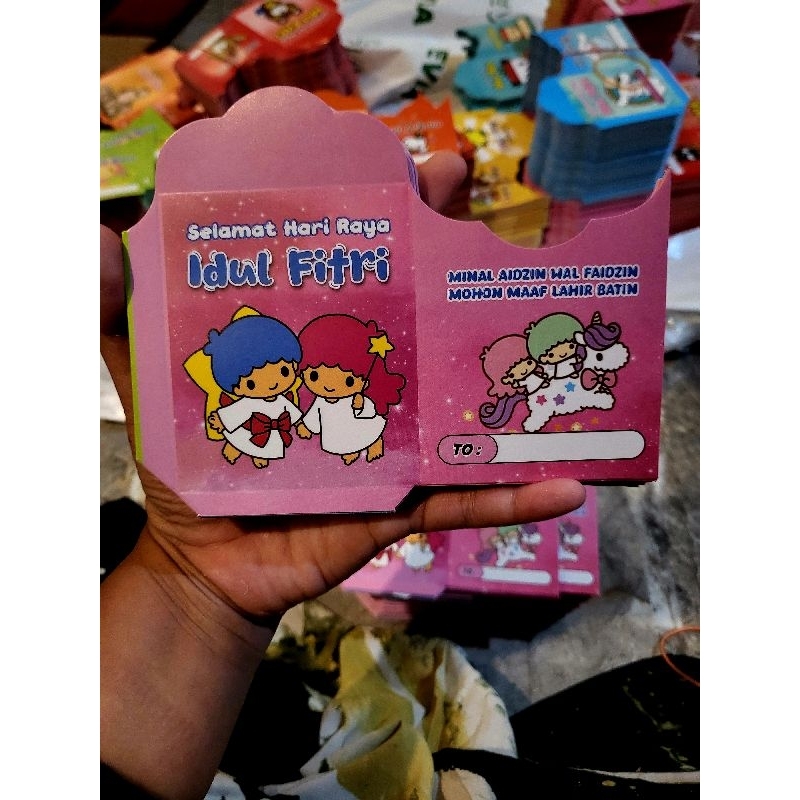 Selamat Hari Raya
Idul Fitri
MINAL AIDZIN WAL FAIDZIN
MOHON MAAF LAHIR BATIN
TO :